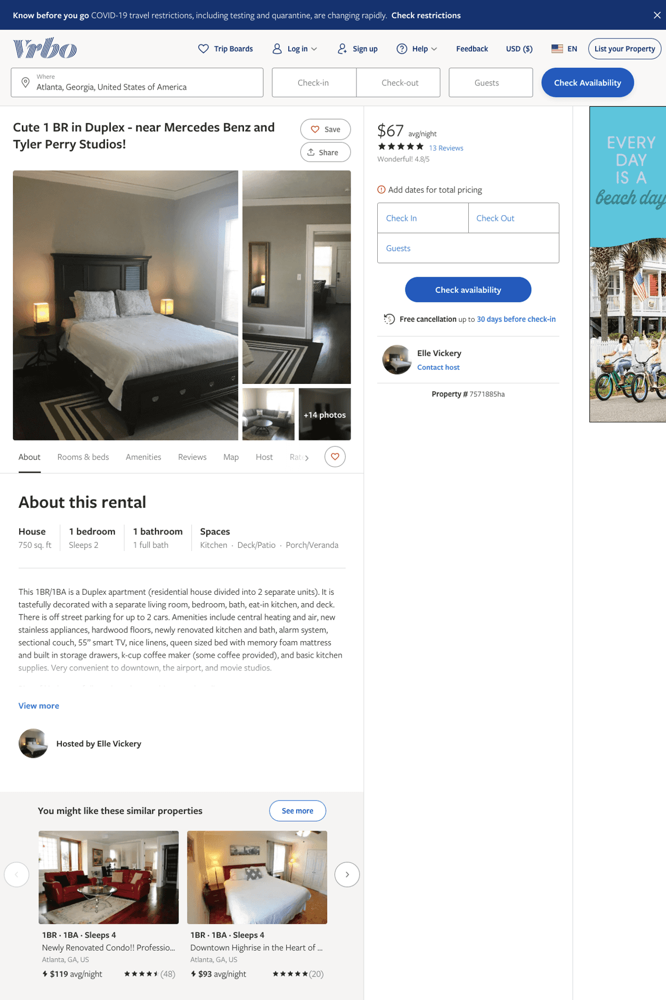 Know before you go COVID-19 travel restrictions, including testing and quarantine, are changing rapidly. Check restrictions
Vrbo
Trip Boards
Log in
Sign up
Help
Feedback
USD ($)
EN
List your Property
Where
Atlanta, Georgia, United States of America
Check-in
Check-out
Guests
Check Availability
Cute 1 BR in Duplex - near Mercedes Benz and
Tyler Perry Studios!
Save
Share
+14 photos
About
Rooms & beds
Amenities
Reviews
Map
Host
Rate
$67 avg/night
13 Reviews
Wonderful! 4.8/5
Add dates for total pricing
Check In
Check Out
Guests
Check availability
Free cancellation up to 30 days before check-in
Elle Vickery
Contact host
Property # 7571885ha
EVERY
DAY
IS A
beach day
About this rental
House
750 sq. ft
1 bedroom
Sleeps 2
1 bathroom
1 full bath
Spaces
Kitchen · Deck/Patio · Porch/Veranda
This 1BR/1BA is a Duplex apartment (residential house divided into 2 separate units). It is
tastefully decorated with a separate living room, bedroom, bath, eat-in kitchen, and deck.
There is off street parking for up to 2 cars. Amenities include central heating and air, new
stainless appliances, hardwood floors, newly renovated kitchen and bath, alarm system,
sectional couch, 55” smart TV, nice linens, queen sized bed with memory foam mattress
and built in storage drawers, k-cup coffee maker (some coffee provided), and basic kitchen
supplies. Very convenient to downtown, the airport, and movie studios.
View more
Hosted by Elle Vickery
You might like these similar properties
See more
1BR · 1BA · Sleeps 4
Newly Renovated Condo!! Professio...
Atlanta, GA, US
$119 avg/night
(48)
1BR · 1BA · Sleeps 4
Downtown Highrise in the Heart of ...
Atlanta, GA, US
$93 avg/night
(20)